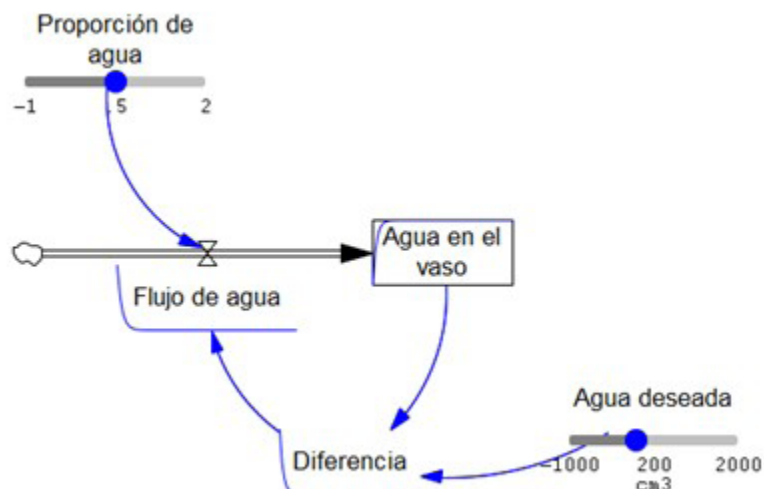 Proporción de
agua
-1 .5 2
Agua en el
vaso
Flujo de agua
Agua deseada
Diferencia
-1000 200 2000
cm3